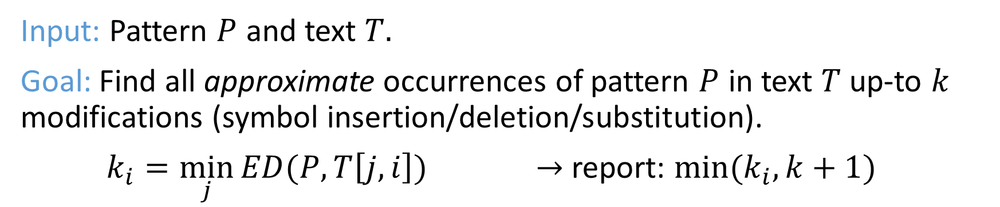 Input: Pattern P and text T.
Goal: Find all approximate occurrences of pattern P in text T up-to k
modifications (symbol insertion/deletion/substitution).
k_i = min_j ED(P, T[j, i]) → report: min(k_i, k + 1)